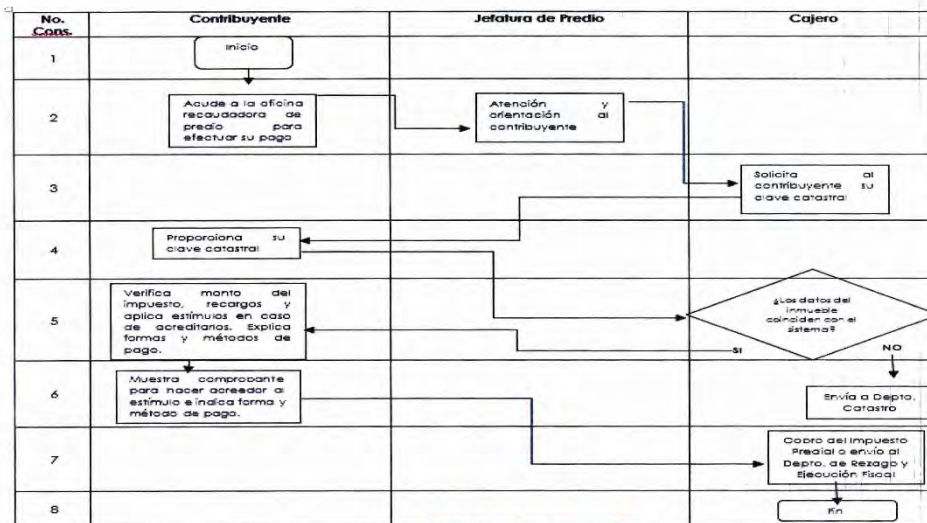 No.
Cons.
Contribuyente
Jefatura de Predio
Cajero
1
Inicio
2
Acude a la oficina
recaudadora de
predio para
efectuar su pago
Atención y
orientación al
contribuyente
3
Solicita al
contribuyente su
clave catastral
4
Proporciona su
clave catastral
5
Verifica monto del
impuesto, recargos y
aplica estímulos en caso
de acreditarlos. Explica
formas y métodos de
pago.
¿Los datos del
inmueble
coinciden con el
sistema?
SI
NO
6
Muestra comprobante
para hacer acreedor al
estímulo e indica forma y
método de pago.
Envía a Depto.
Catastro
7
Cobro del Impuesto
Predial o envío al
Depto. de Rezago y
Ejecución Fiscal
8
Fin